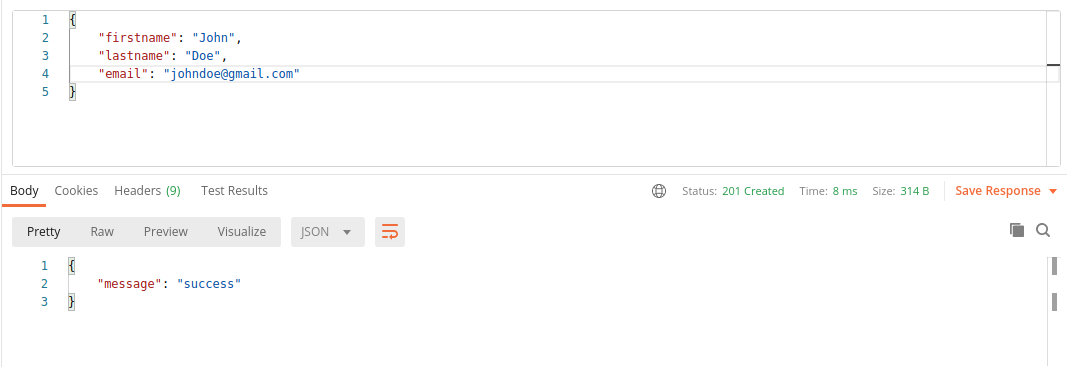 1 {
2 "firstname": "John",
3 "lastname": "Doe",
4 "email": "johndoe@gmail.com"
5 }
Body Cookies Headers (9) Test Results Status: 201 Created Time: 8 ms Size: 314 B Save Response
Pretty Raw Preview Visualize JSON
1 {
2 "message": "success"
3 }